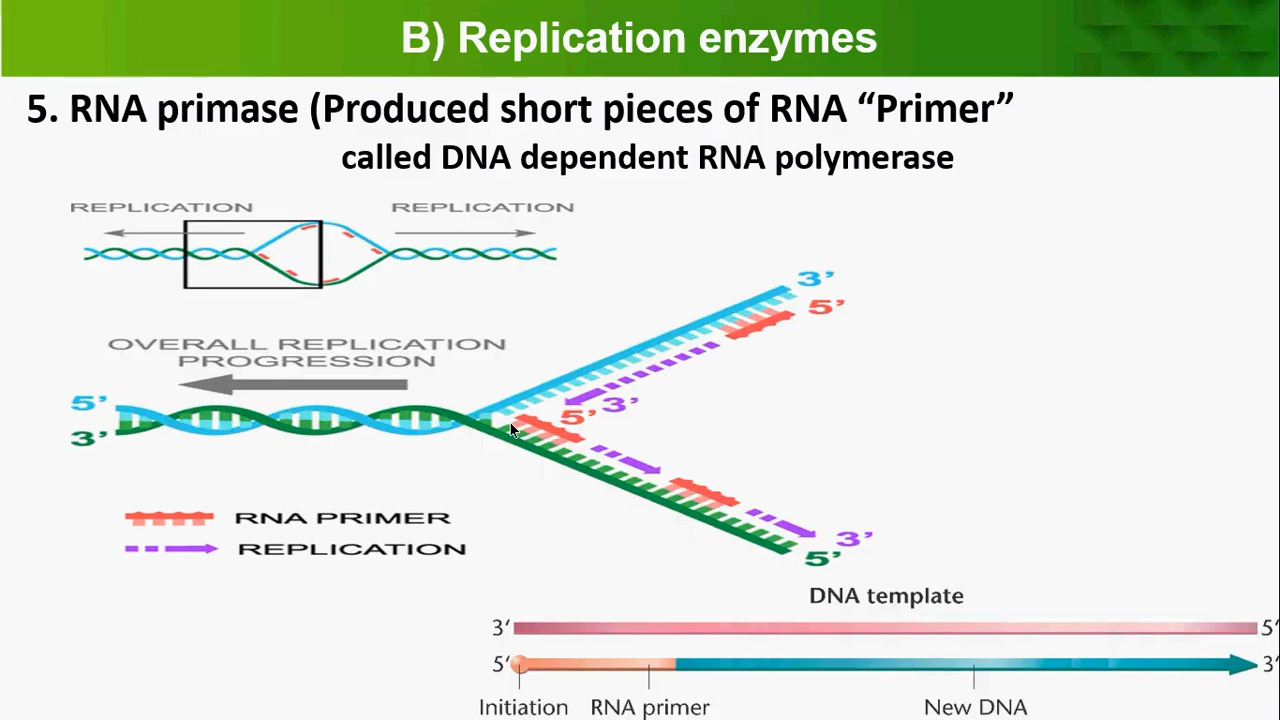 B) Replication enzymes
5. RNA primase (Produced short pieces of RNA “Primer”
called DNA dependent RNA polymerase
REPLICATION
REPLICATION
3’
5’
OVERALL REPLICATION
PROGRESSION
5’
3’
5’
3’
3’
5’
RNA PRIMER
REPLICATION
DNA template
3′
5′
5′
3′
Initiation
RNA primer
New DNA